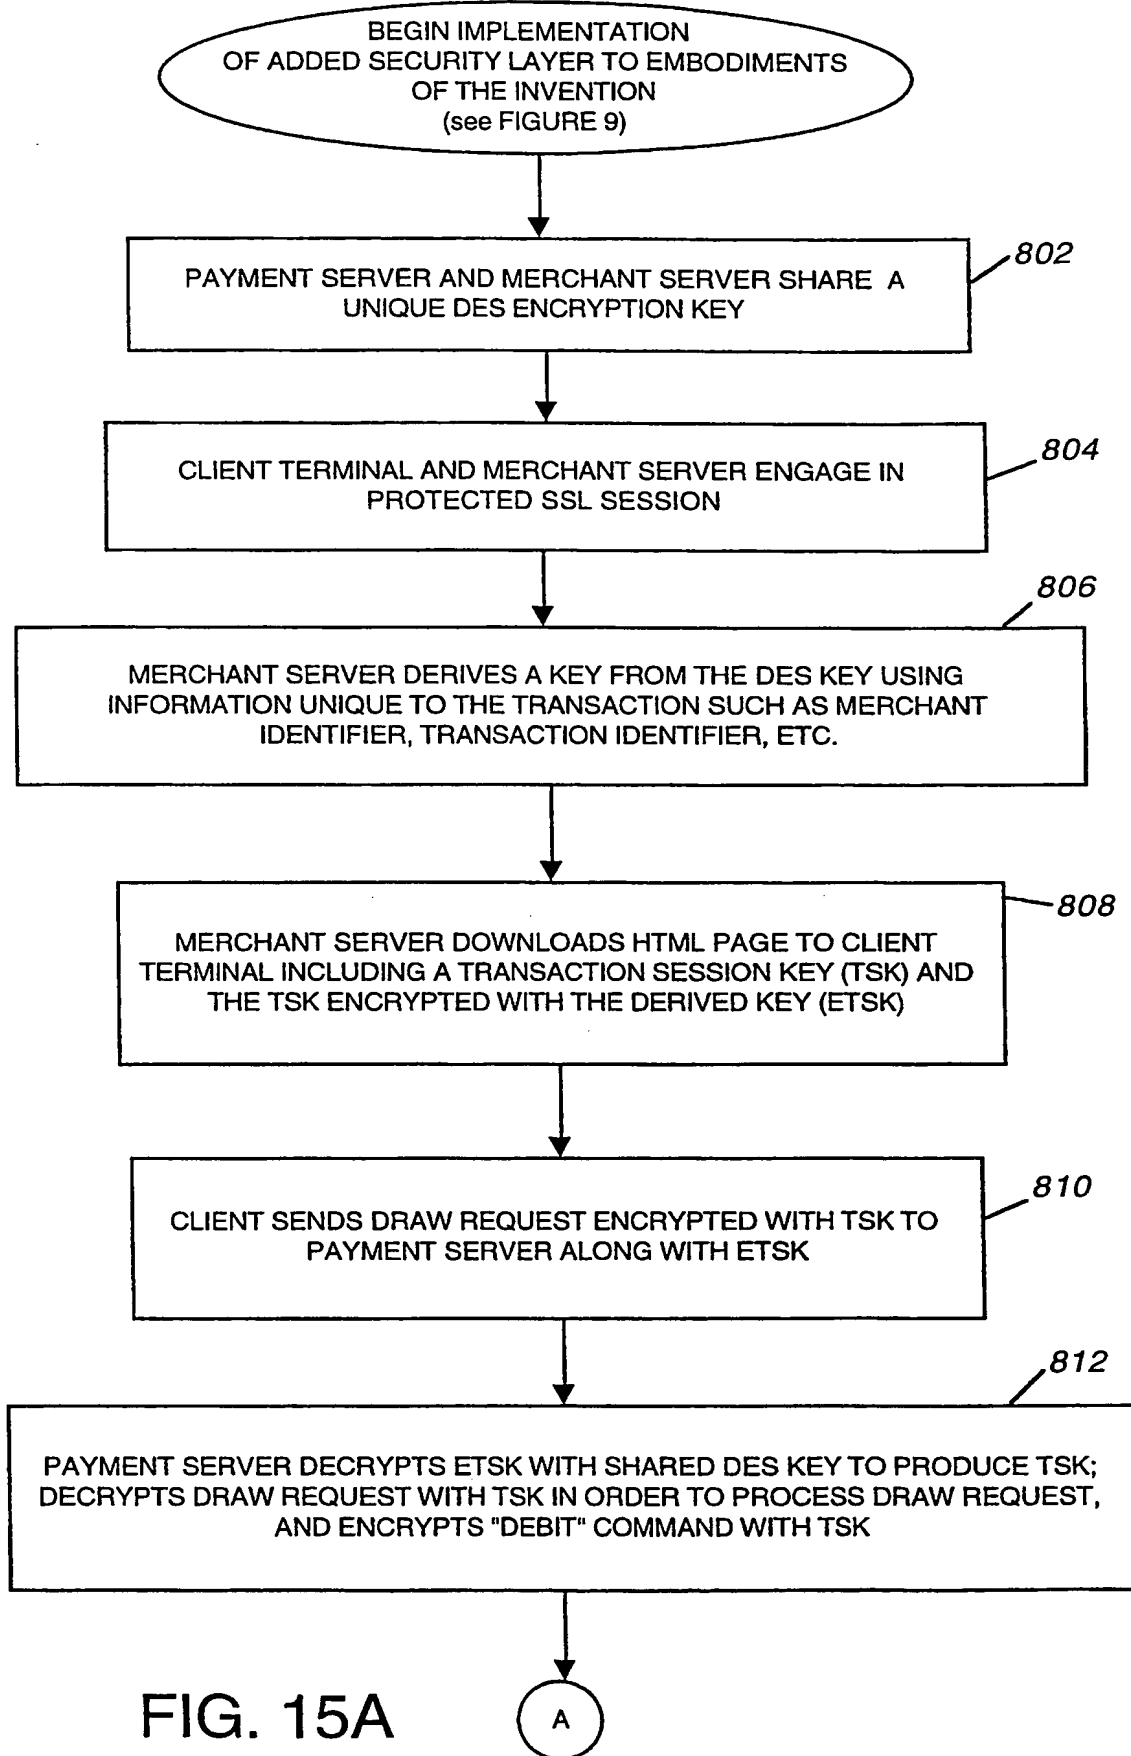 BEGIN IMPLEMENTATION
OF ADDED SECURITY LAYER TO EMBODIMENTS
OF THE INVENTION
(see FIGURE 9)
802
PAYMENT SERVER AND MERCHANT SERVER SHARE A
UNIQUE DES ENCRYPTION KEY
804
CLIENT TERMINAL AND MERCHANT SERVER ENGAGE IN
PROTECTED SSL SESSION
806
MERCHANT SERVER DERIVES A KEY FROM THE DES KEY USING
INFORMATION UNIQUE TO THE TRANSACTION SUCH AS MERCHANT
IDENTIFIER, TRANSACTION IDENTIFIER, ETC.
808
MERCHANT SERVER DOWNLOADS HTML PAGE TO CLIENT
TERMINAL INCLUDING A TRANSACTION SESSION KEY (TSK) AND
THE TSK ENCRYPTED WITH THE DERIVED KEY (ETSK)
810
CLIENT SENDS DRAW REQUEST ENCRYPTED WITH TSK TO
PAYMENT SERVER ALONG WITH ETSK
812
PAYMENT SERVER DECRYPTS ETSK WITH SHARED DES KEY TO PRODUCE TSK;
DECRYPTS DRAW REQUEST WITH TSK IN ORDER TO PROCESS DRAW REQUEST,
AND ENCRYPTS "DEBIT" COMMAND WITH TSK
FIG. 15A
A